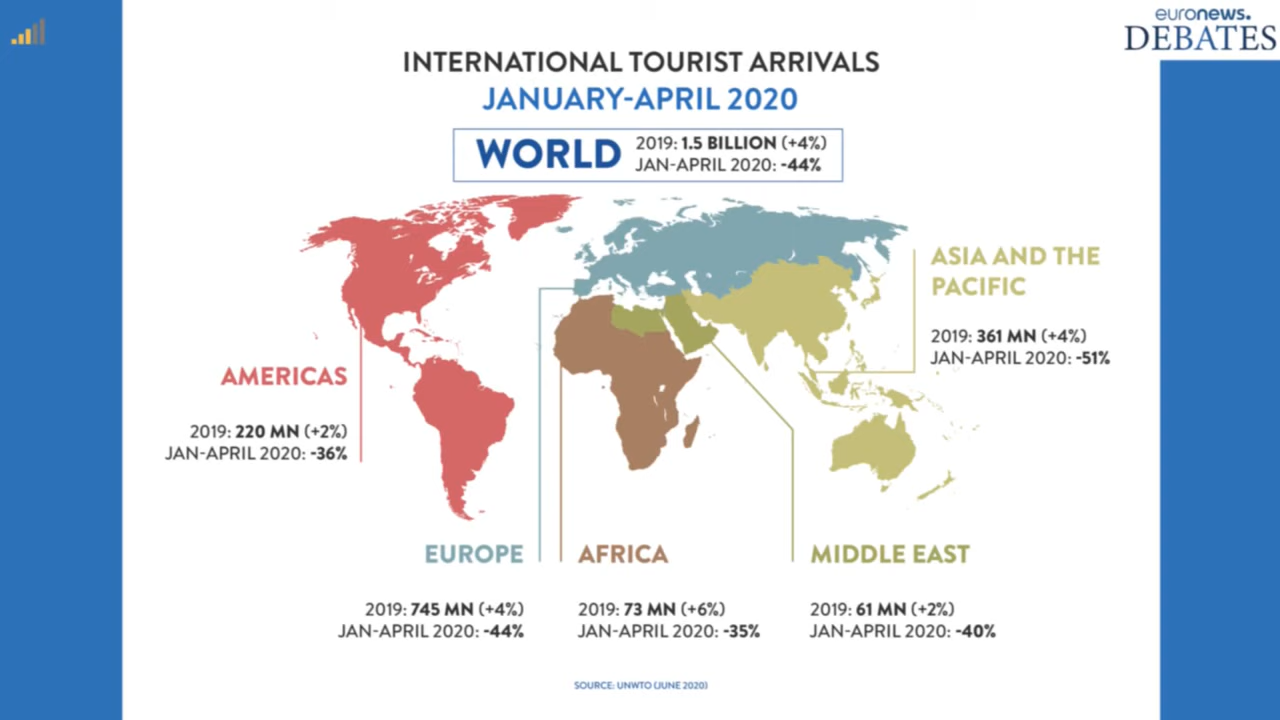 euronews.
DEBATES
INTERNATIONAL TOURIST ARRIVALS
JANUARY-APRIL 2020
WORLD
2019: 1.5 BILLION (+4%)
JAN-APRIL 2020: -44%
ASIA AND THE
PACIFIC
2019: 361 MN (+4%)
JAN-APRIL 2020: -51%
AMERICAS
2019: 220 MN (+2%)
JAN-APRIL 2020: -36%
EUROPE
2019: 745 MN (+4%)
JAN-APRIL 2020: -44%
AFRICA
2019: 73 MN (+6%)
JAN-APRIL 2020: -35%
MIDDLE EAST
2019: 61 MN (+2%)
JAN-APRIL 2020: -40%
SOURCE: UNWTO (JUNE 2020)